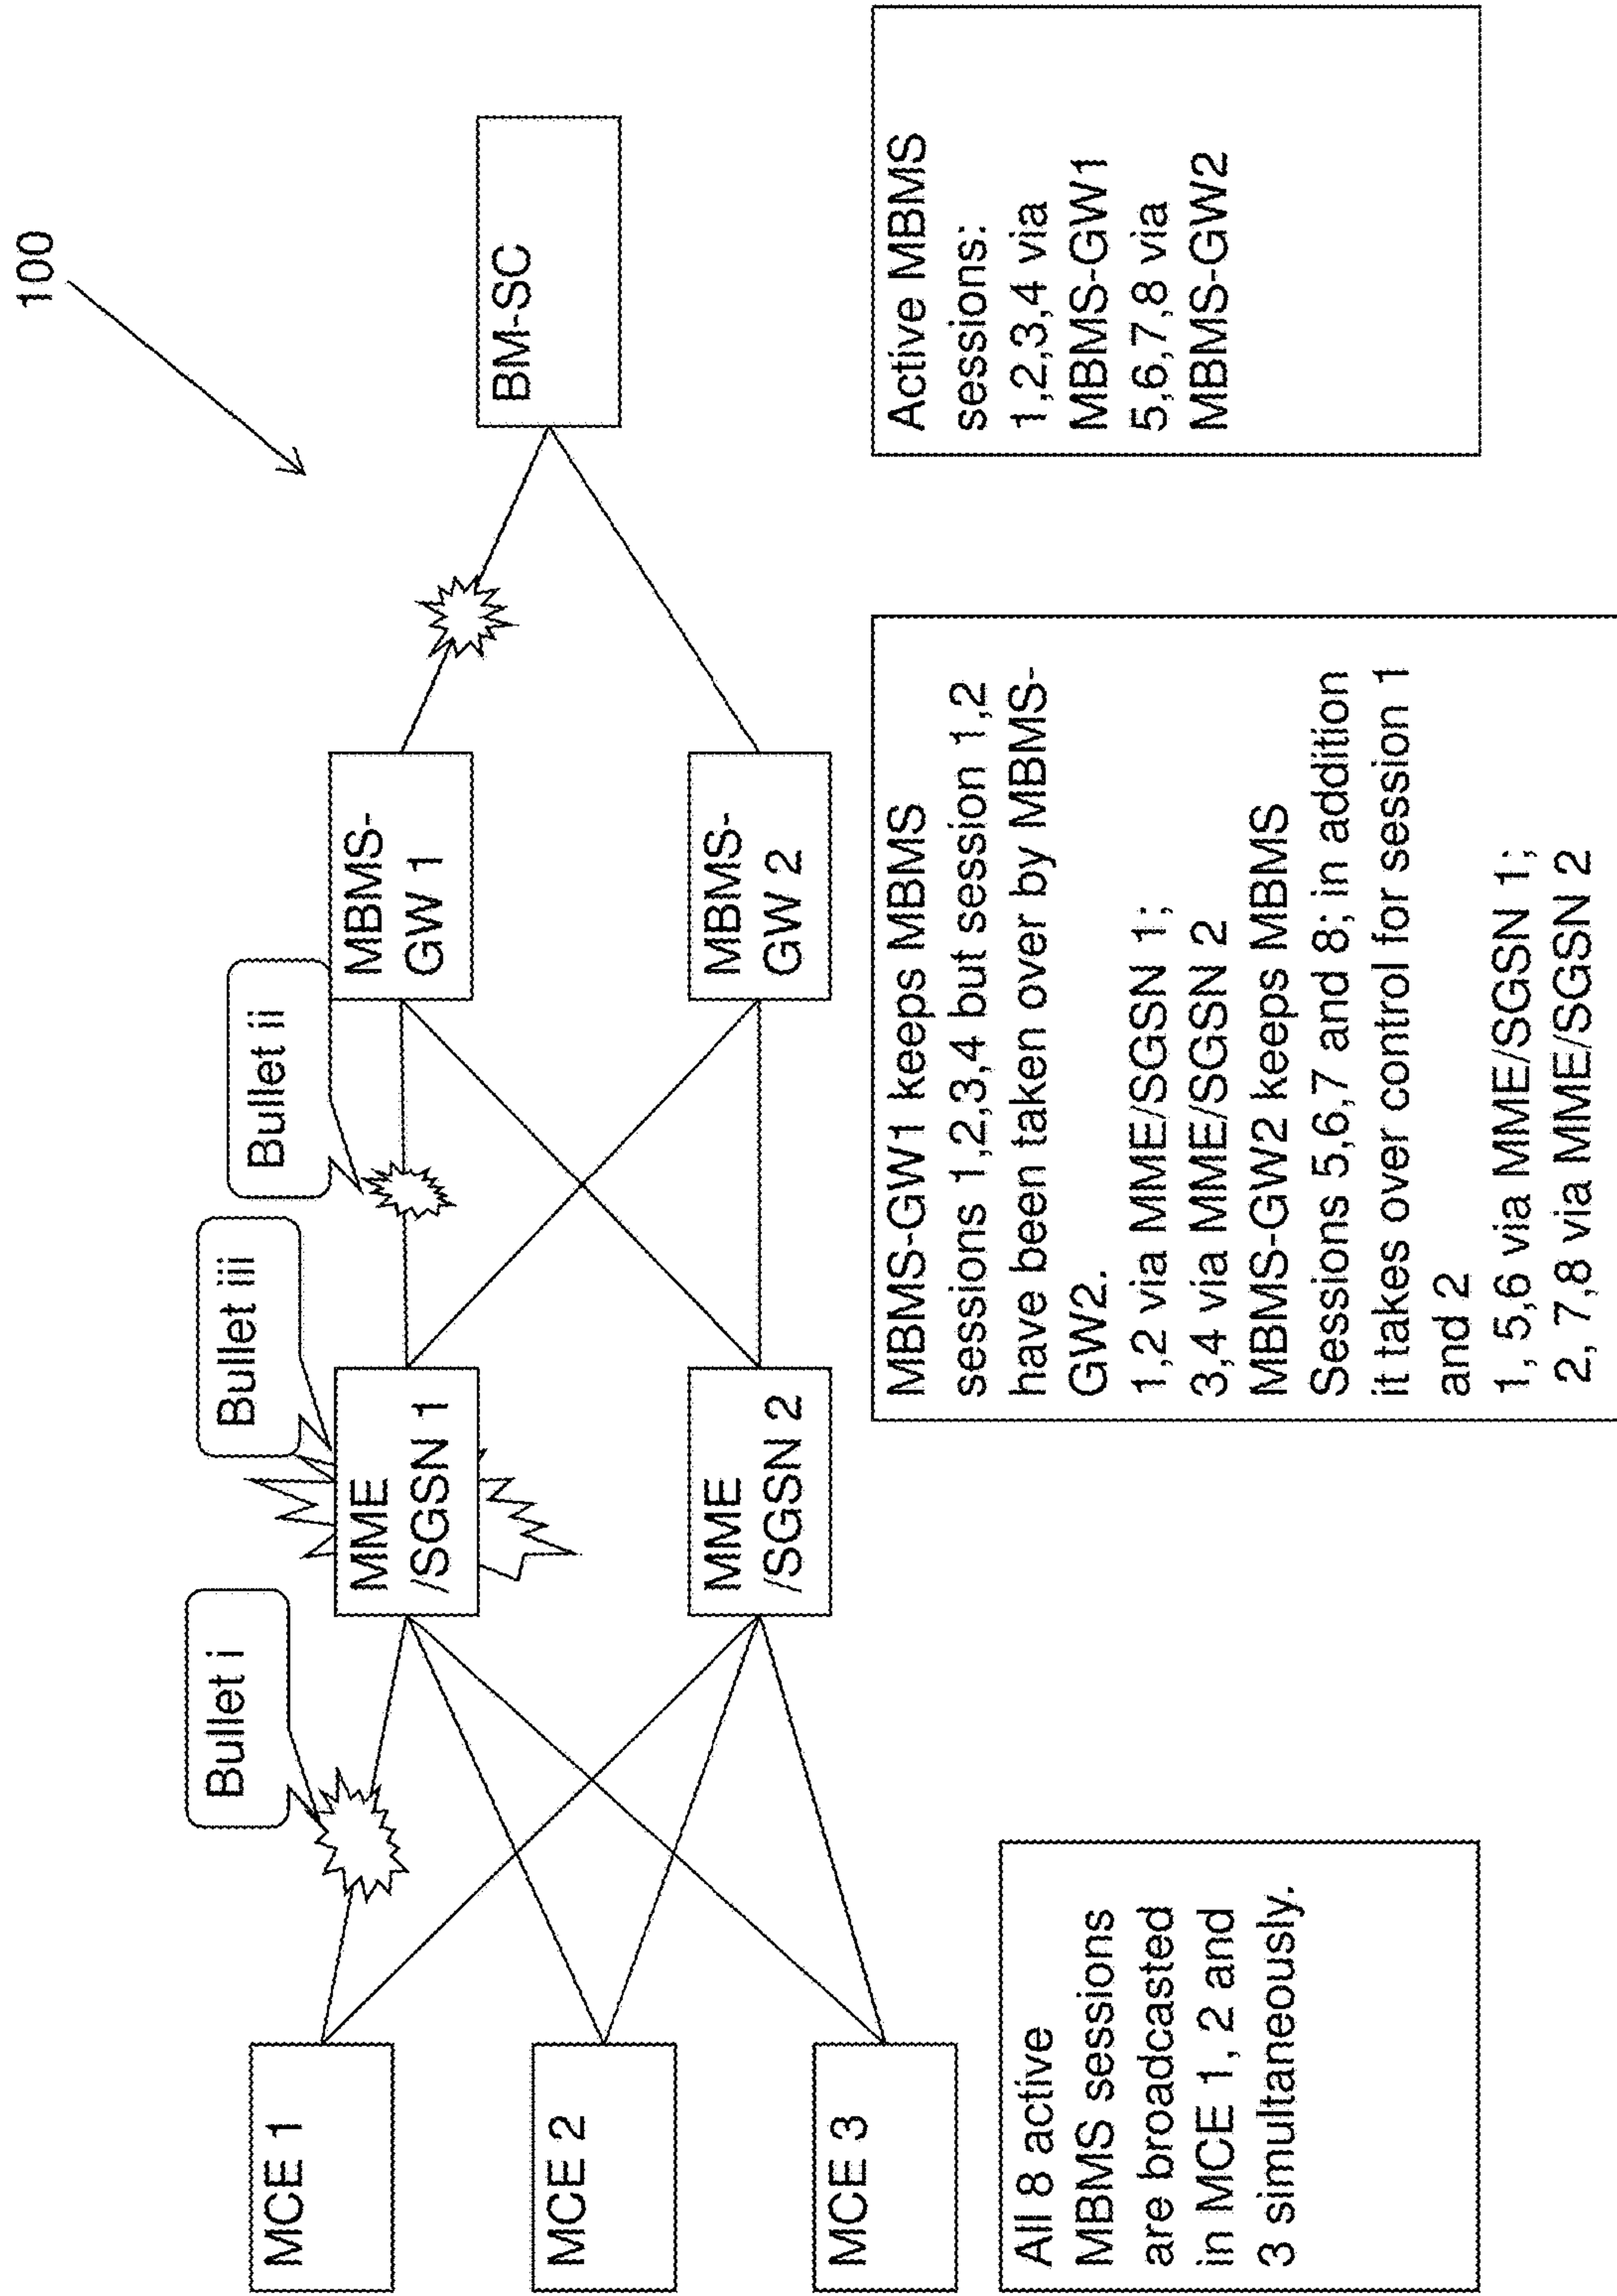 100
Bullet i
Bullet iii
Bullet ii
MCE 1
MCE 2
MCE 3
MME
/SGSN 1
MME
/SGSN 2
MBMS-
GW 1
MBMS-
GW 2
BM-SC
All 8 active
MBMS sessions
are broadcasted
in MCE 1, 2 and
3 simultaneously.
MBMS-GW1 keeps MBMS
sessions 1,2,3,4 but session 1,2
have been taken over by MBMS-
GW2.
1,2 via MME/SGSN 1;
3,4 via MME/SGSN 2
MBMS-GW2 keeps MBMS
Sessions 5,6,7 and 8; in addition
it takes over control for session 1
and 2
1, 5,6 via MME/SGSN 1;
2, 7,8 via MME/SGSN 2
Active MBMS
sessions:
1,2,3,4 via
MBMS-GW1
5,6,7,8 via
MBMS-GW2